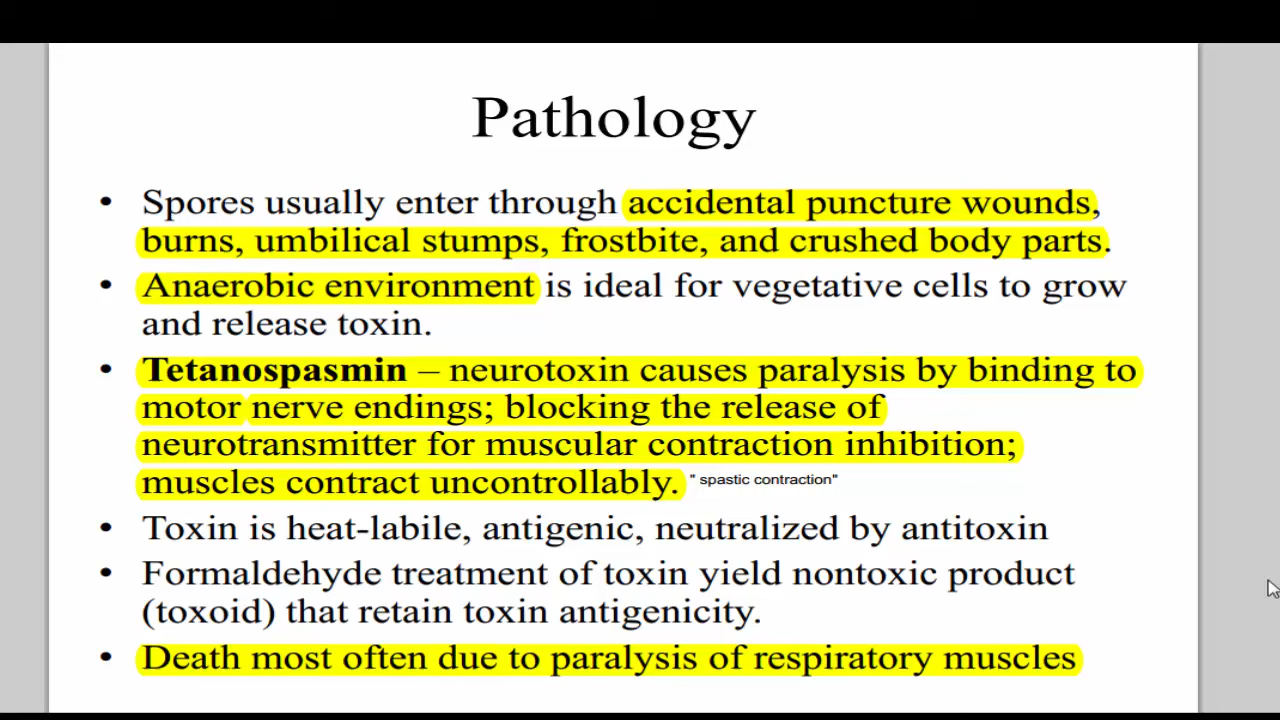 Pathology
• Spores usually enter through accidental puncture wounds,
burns, umbilical stumps, frostbite, and crushed body parts.
• Anaerobic environment is ideal for vegetative cells to grow
and release toxin.
• Tetanospasmin – neurotoxin causes paralysis by binding to
motor nerve endings; blocking the release of
neurotransmitter for muscular contraction inhibition;
muscles contract uncontrollably. " spastic contraction"
• Toxin is heat-labile, antigenic, neutralized by antitoxin
• Formaldehyde treatment of toxin yield nontoxic product
(toxoid) that retain toxin antigenicity.
• Death most often due to paralysis of respiratory muscles